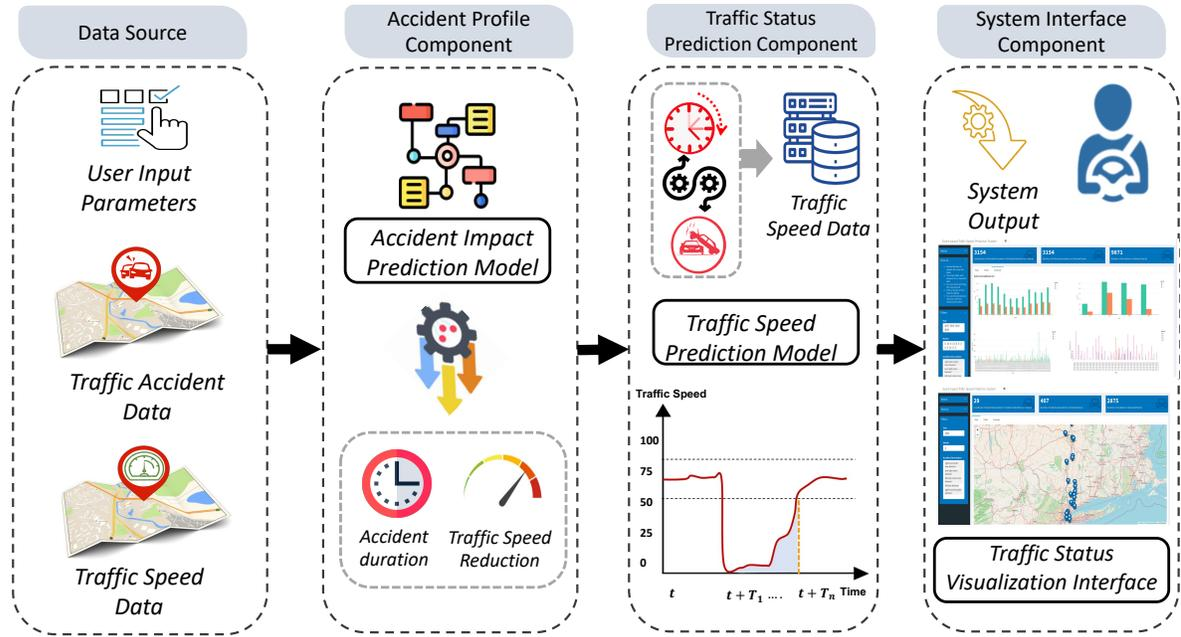 Data Source
Accident Profile
Component
Traffic Status
Prediction Component
System Interface
Component
User Input
Parameters
Traffic Accident
Data
Traffic Speed
Data
Accident Impact
Prediction Model
Accident
duration
Traffic Speed
Reduction
Traffic
Speed Data
Traffic Speed
Prediction Model
Traffic Speed
100
75
50
25
0
t
t + T1 ....
t + Tn
Time
System
Output
3154
3154
9871
29
467
2875
Traffic Status
Visualization Interface